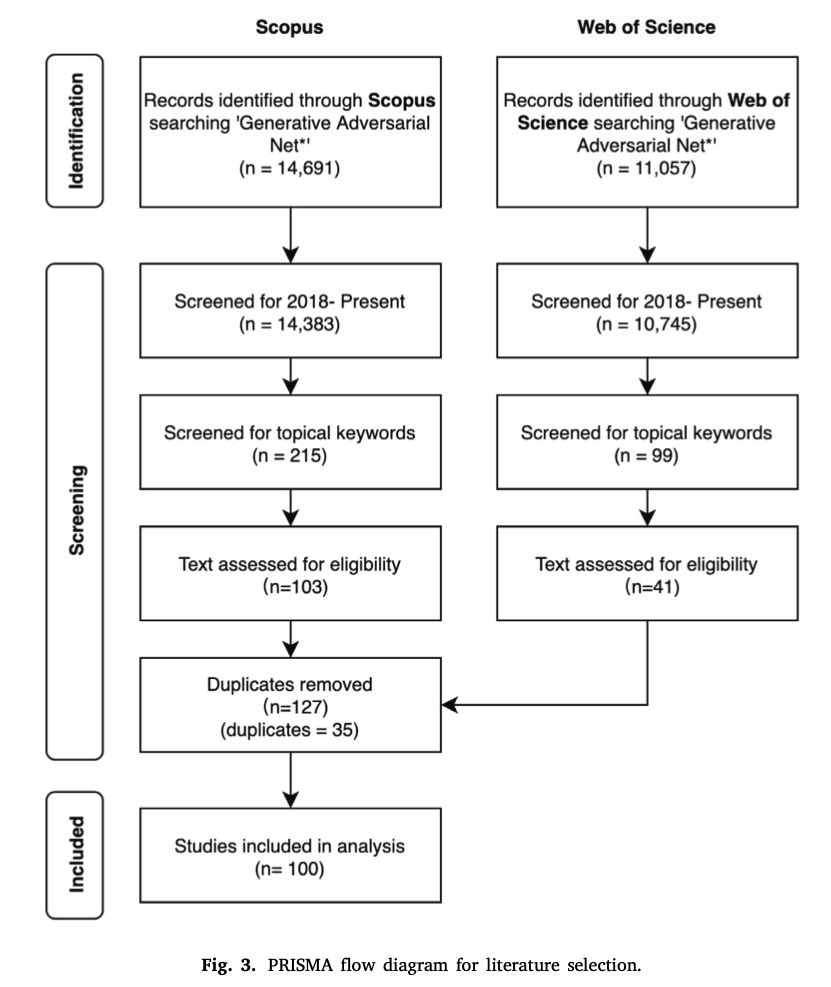 Scopus
Web of Science
Identification
Records identified through Scopus
searching 'Generative Adversarial
Net*'
(n = 14,691)
Records identified through Web of
Science searching 'Generative
Adversarial Net*'
(n = 11,057)
Screening
Screened for 2018- Present
(n = 14,383)
Screened for 2018- Present
(n = 10,745)
Screened for topical keywords
(n = 215)
Screened for topical keywords
(n = 99)
Text assessed for eligibility
(n=103)
Text assessed for eligibility
(n=41)
Duplicates removed
(n=127)
(duplicates = 35)
Included
Studies included in analysis
(n= 100)
Fig. 3. PRISMA flow diagram for literature selection.